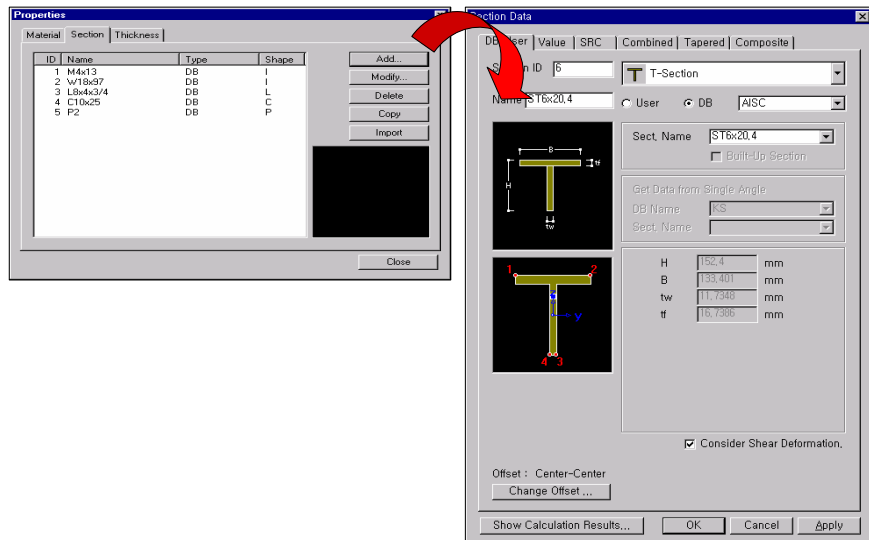 Properties
Material Section Thickness
ID Name Type Shape
1 M4x13 DB I
2 W18x97 DB I
3 L8x4x3/4 DB L
4 C10x25 DB C
5 P2 DB P
Add...
Modify...
Delete
Copy
Import
Close
Section Data
Value SRC Combined Tapered Composite
ID 6
T-Section
Name ST6x20,4
User DB AISC
Sect. Name ST6x20,4
Built-Up Section
Get Data from Single Angle
DB Name KS
Sect. Name
B
tf
H
tw
H 152,4 mm
B 133,401 mm
tw 11,7348 mm
tf 16,7386 mm
1 2
z
y
4 3
Consider Shear Deformation.
Offset : Center-Center
Change Offset ...
Show Calculation Results...
OK Cancel Apply